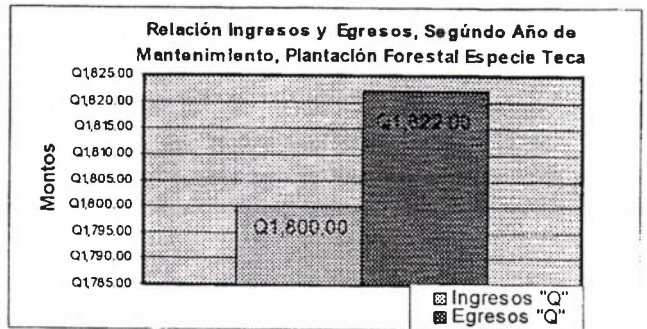 Relación Ingresos y Egresos, Segúndo Año de
Mantenimiento, Plantación Forestal Especie Teca
Montos
Q1,825.00
Q1,820.00
Q1,815.00
Q1,810.00
Q1,805.00
Q1,800.00
Q1,795.00
Q1,790.00
Q1,785.00
Q1,822.00
Q1,800.00
Ingresos "Q"
Egresos "Q"